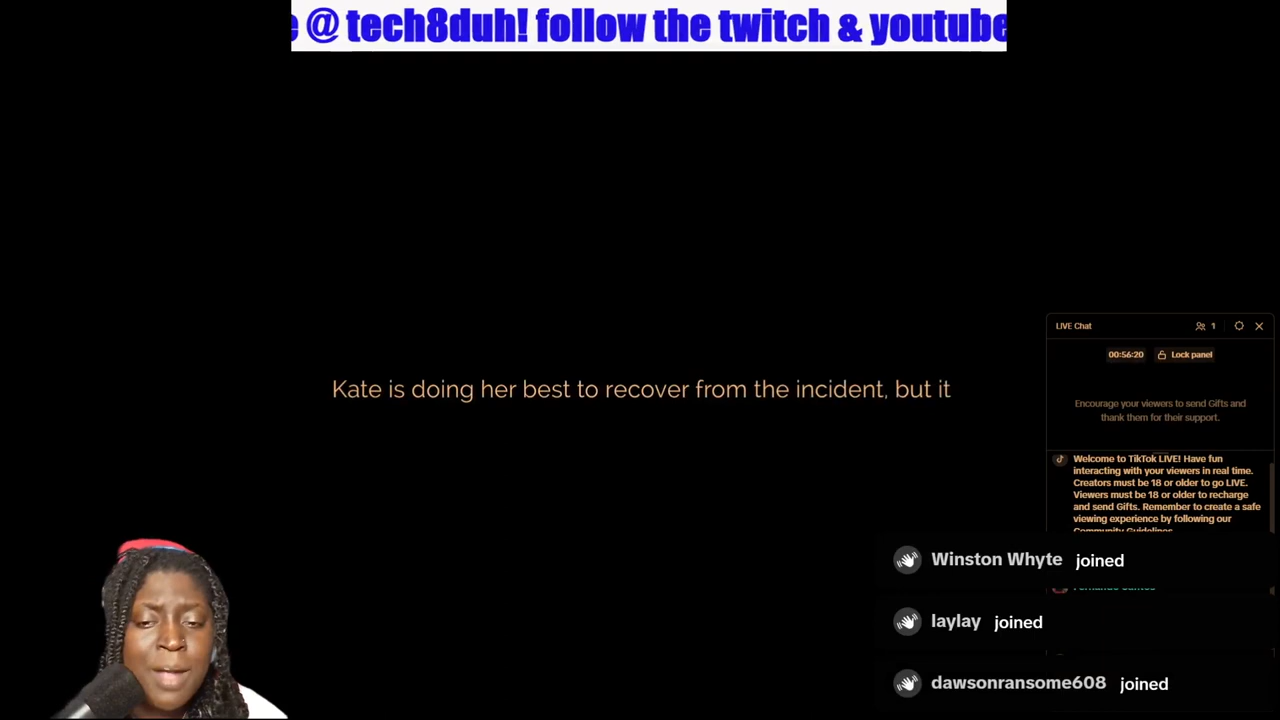 @ tech8duh! follow the twitch & youtube
Kate is doing her best to recover from the incident, but it
LIVE Chat
1
00:56:20
Lock panel
Encourage your viewers to send Gifts and
thank them for their support.
Welcome to TikTok LIVE! Have fun
interacting with your viewers in real time.
Creators must be 18 or older to go LIVE.
Viewers must be 18 or older to recharge
and send Gifts. Remember to create a safe
viewing experience by following our
Community Guidelines
Winston Whyte joined
laylay joined
dawsonransome608 joined